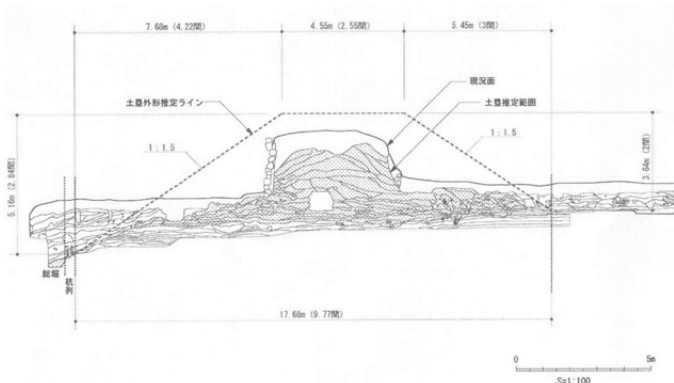 7.68m (4.22間)
4.55m (2.55間)
5.45m (3間)
現況面
土塁外形推定ライン
土塁推定範囲
1:1.5
1:1.5
5.16m (2.84間)
3.64m (2間)
総堀
杭列
17.68m (9.77間)
0
5m
S=1:100